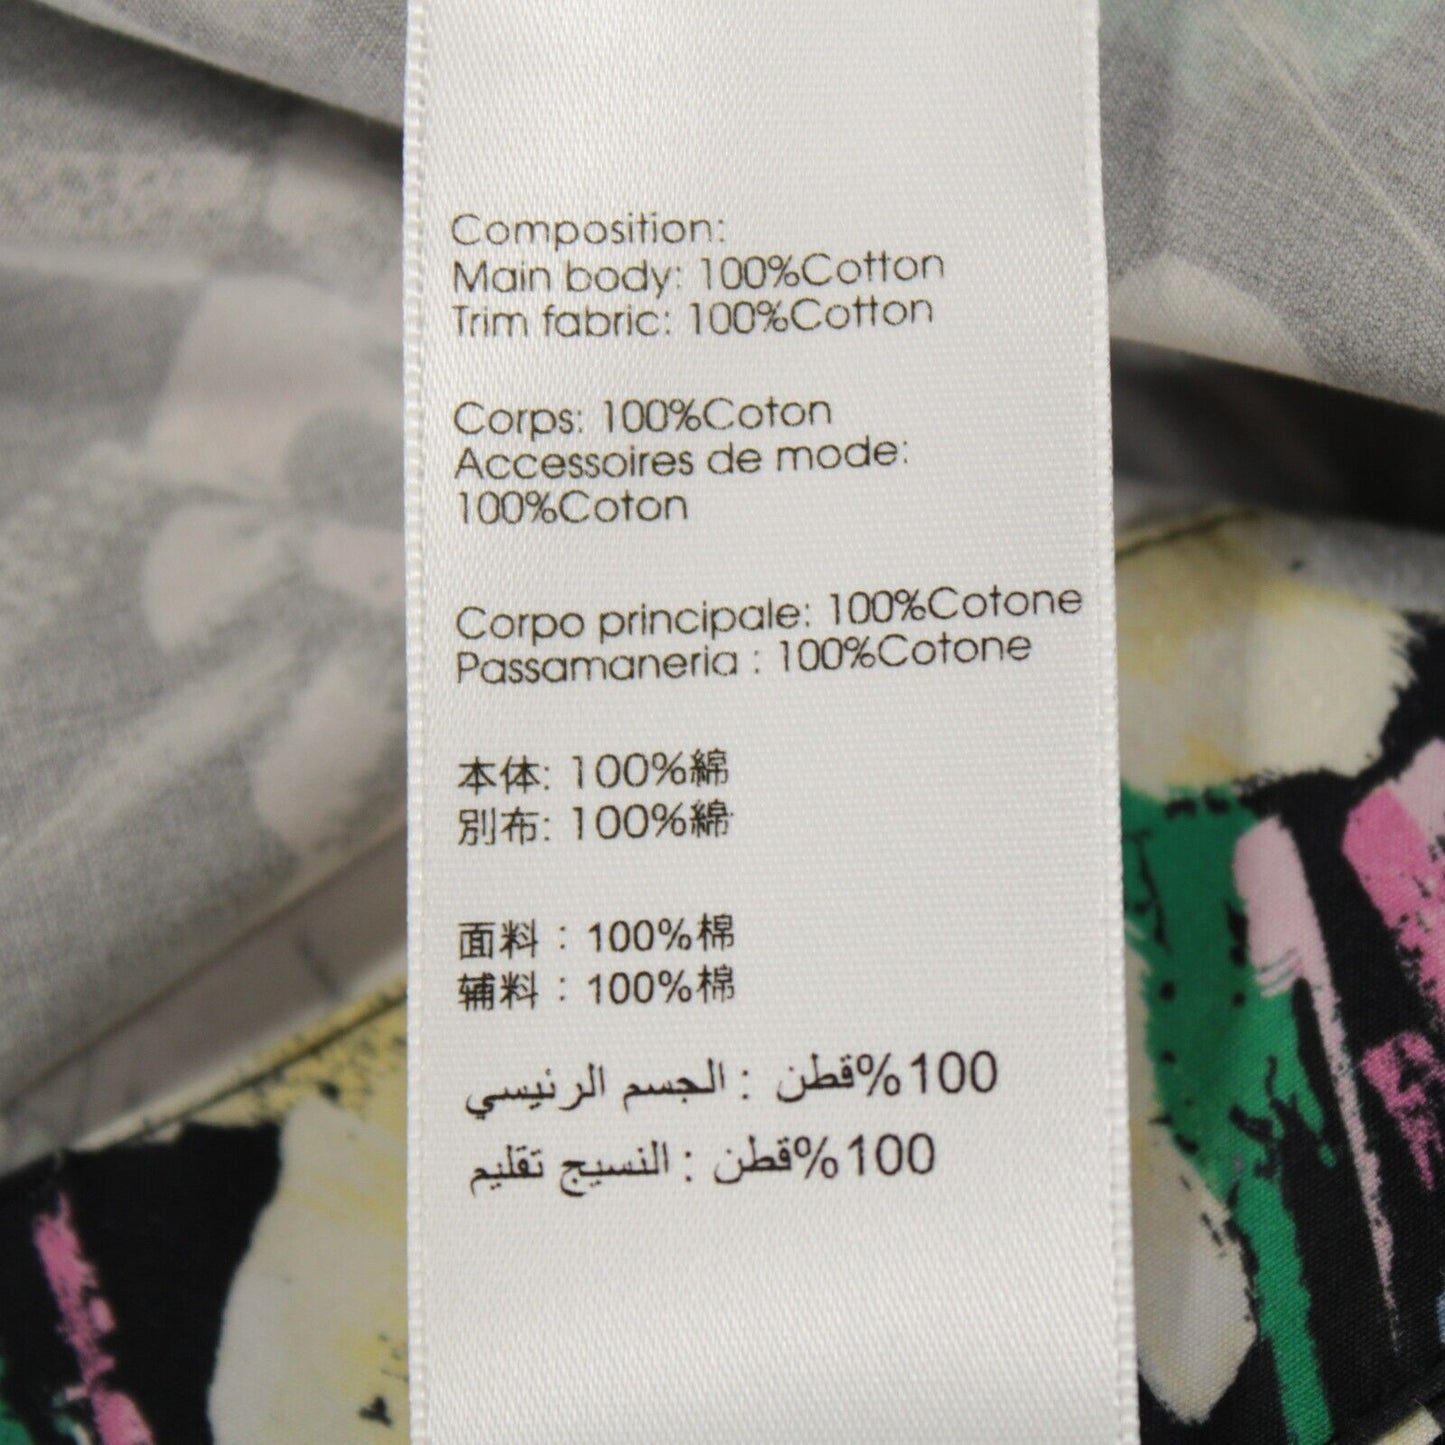 Composition:
Main body: 100%Cotton
Trim fabric: 100%Cotton
Corps: 100%Coton
Accessoires de mode:
100%Coton
Corpo principale: 100%Cotone
Passamaneria : 100%Cotone
本体: 100%綿
別布: 100%綿
面料：100%棉
辅料：100%棉
الجسم الرئيسي : قطن%100
النسيج تقليم : قطن%100